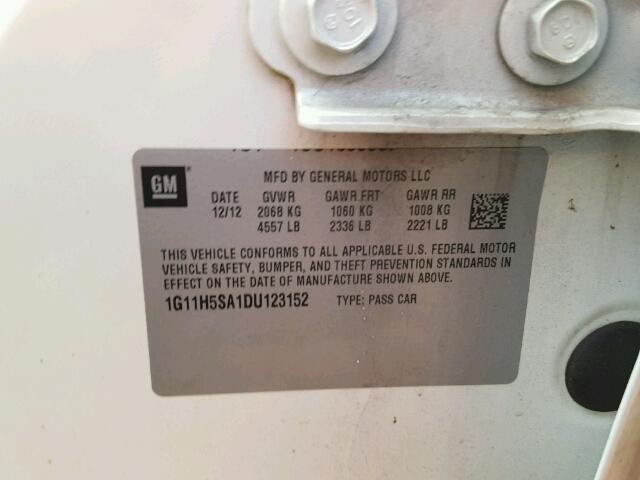 GM
MFD BY GENERAL MOTORS LLC
DATE GVWR GAWR FRT GAWR RR
12/12 2068 KG 1060 KG 1008 KG
4557 LB 2336 LB 2221 LB
THIS VEHICLE CONFORMS TO ALL APPLICABLE U.S. FEDERAL MOTOR
VEHICLE SAFETY, BUMPER, AND THEFT PREVENTION STANDARDS IN
EFFECT ON THE DATE OF MANUFACTURE SHOWN ABOVE.
1G11H5SA1DU123152 TYPE: PASS CAR